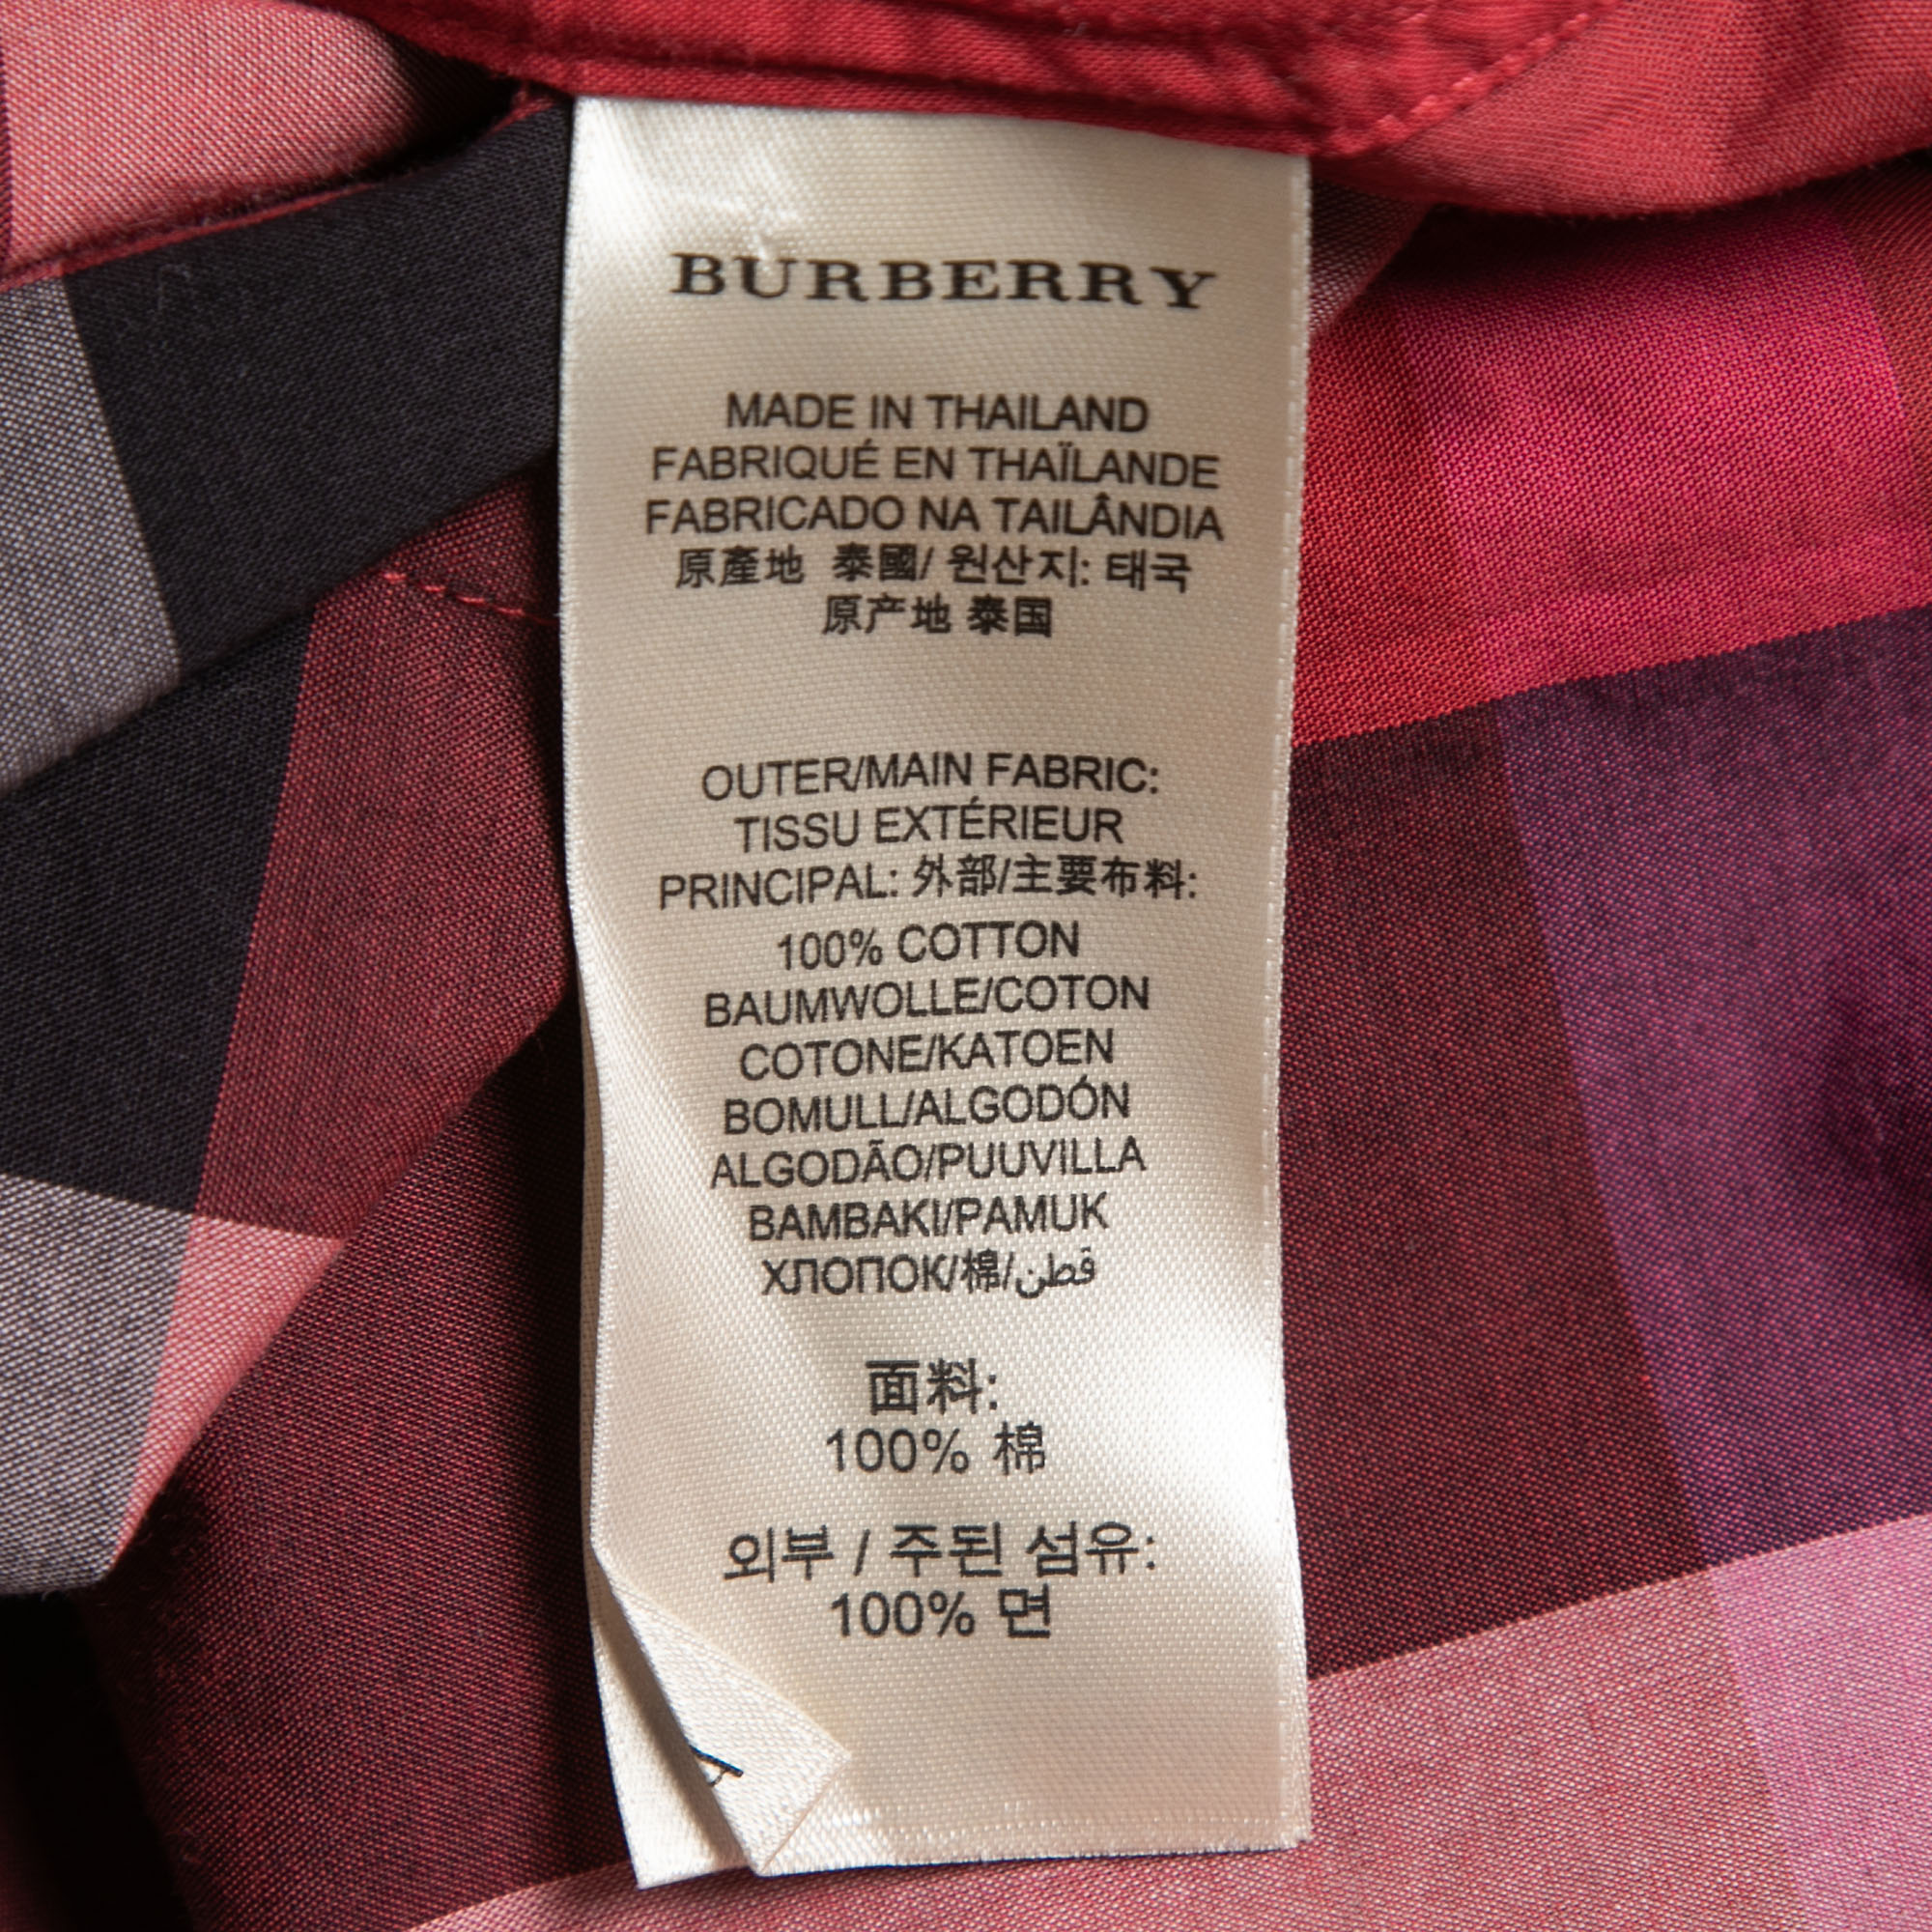 BURBERRY
MADE IN THAILAND
FABRIQUÉ EN THAÏLANDE
FABRICADO NA TAILÂNDIA
原產地 泰國/ 원산지: 태국
原产地 泰国
OUTER/MAIN FABRIC:
TISSU EXTÉRIEUR
PRINCIPAL: 外部/主要布料:
100% COTTON
BAUMWOLLE/COTON
COTONE/KATOEN
BOMULL/ALGODÓN
ALGODÃO/PUUVILLA
BAMBAKI/PAMUK
ХЛОПОК/棉/قطن
面料:
100% 棉
외부 / 주된 섬유:
100% 면